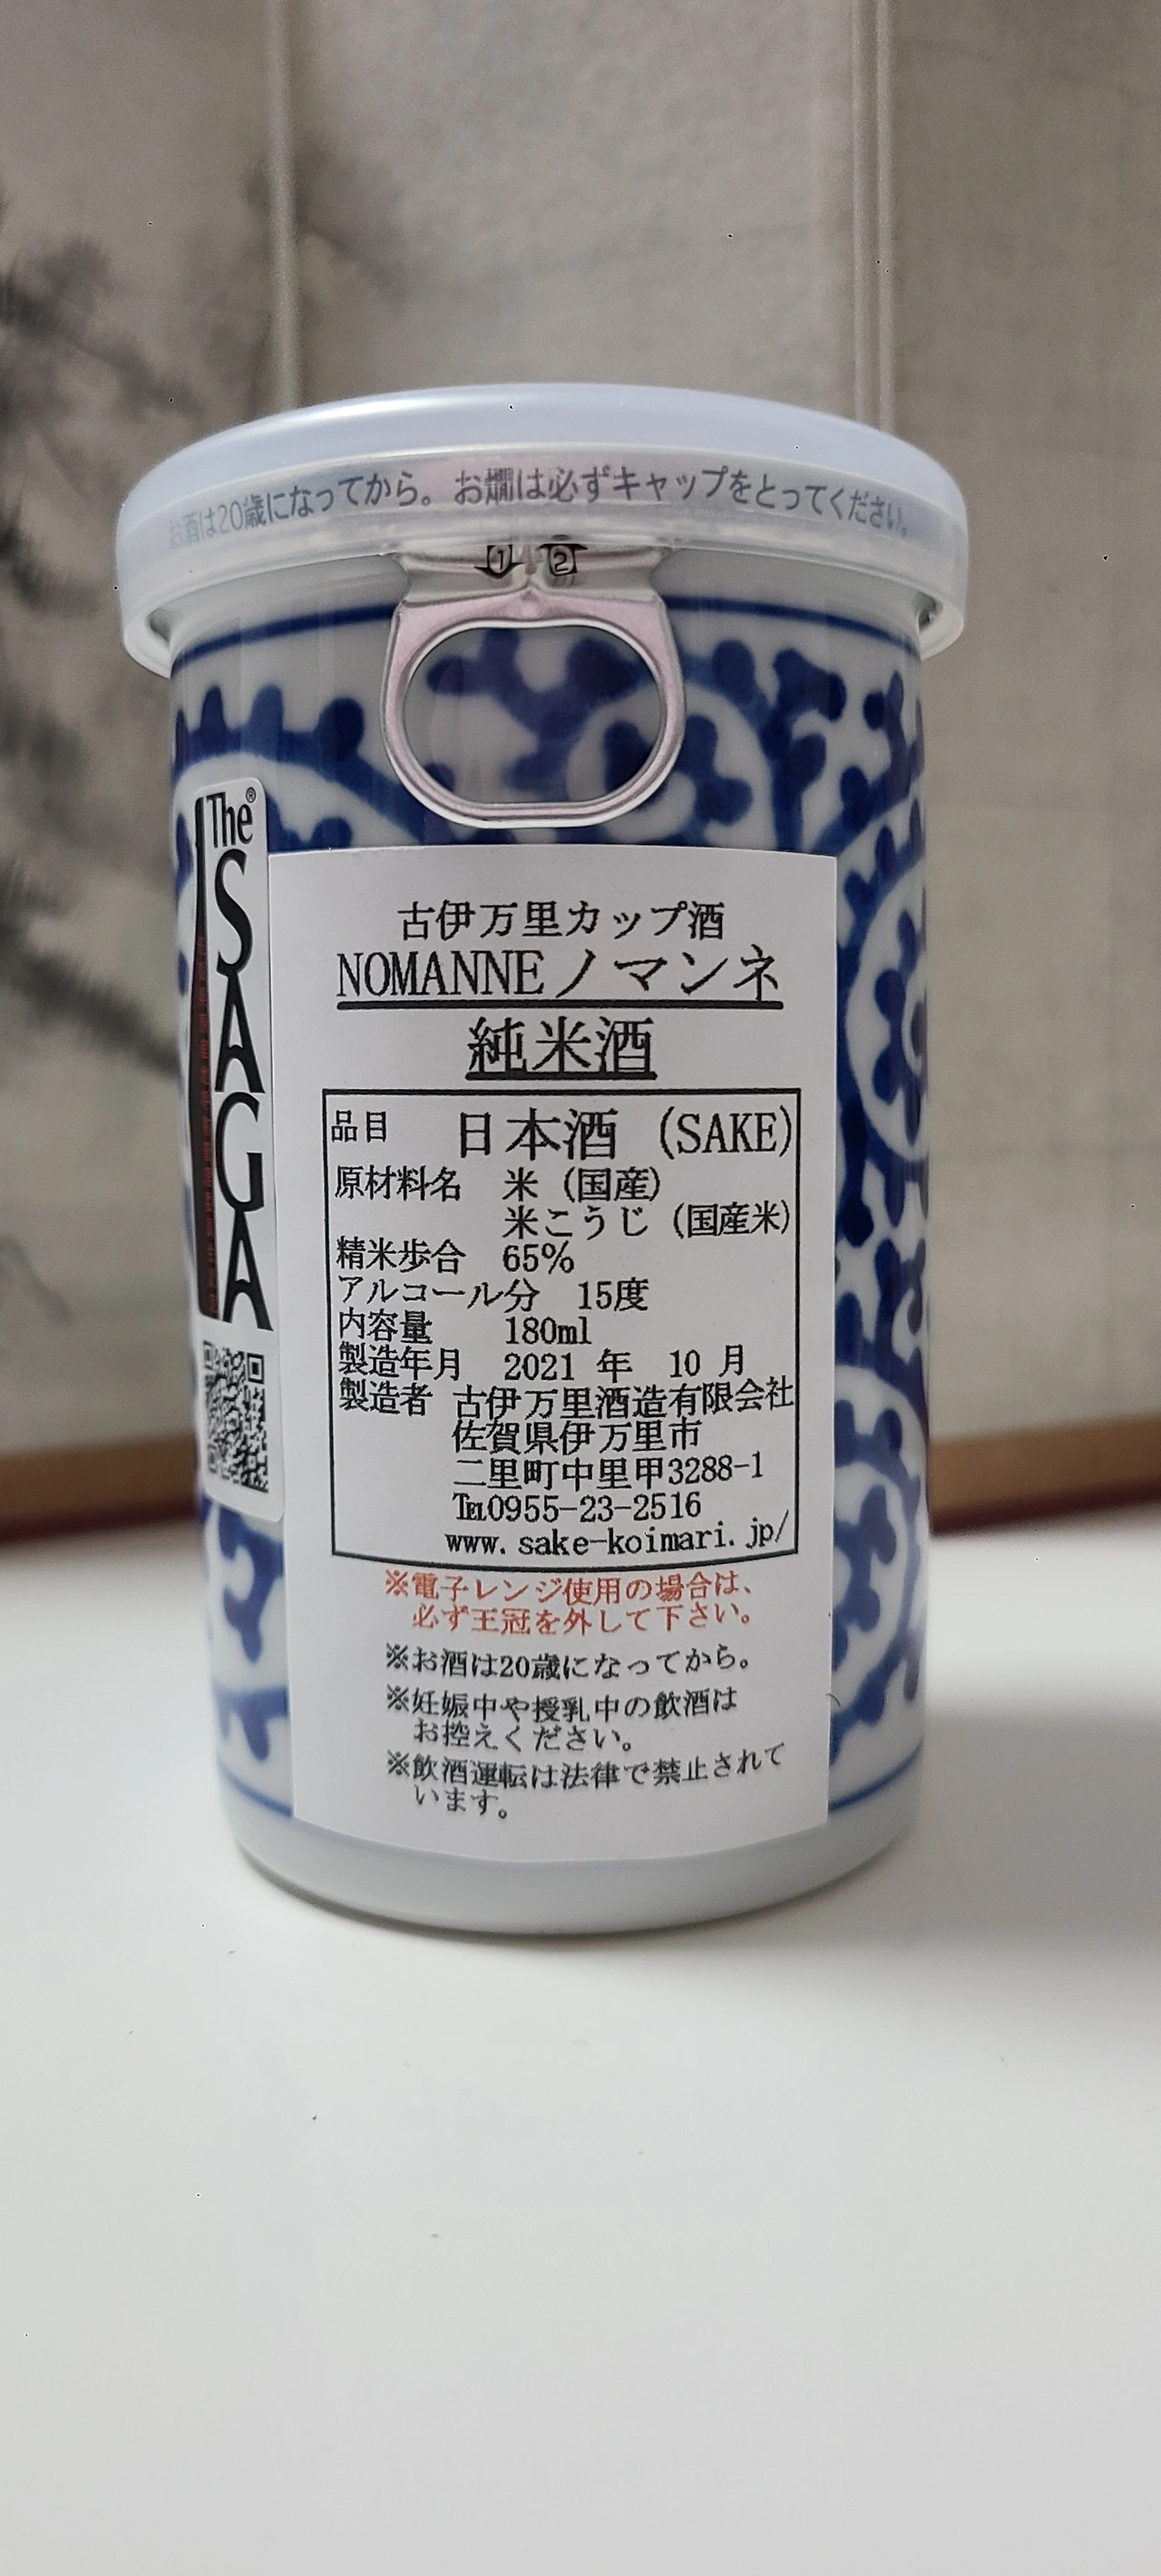 お酒は20歳になってから。お燗は必ずキャップをとってください。
1 2
The®
SAGA
古伊万里カップ酒
NOMANNEノマンネ
純米酒
品目 日本酒（SAKE）
原材料名 米（国産）
米こうじ（国産米）
精米歩合 65%
アルコール分 15度
内容量 180ml
製造年月 2021 年 10 月
製造者 古伊万里酒造有限会社
佐賀県伊万里市
二里町中里甲3288-1
℡0955-23-2516
www.sake-koimari.jp/
※電子レンジ使用の場合は、
必ず王冠を外して下さい。
※お酒は20歳になってから。
※妊娠中や授乳中の飲酒は
お控えください。
※飲酒運転は法律で禁止されて
います。